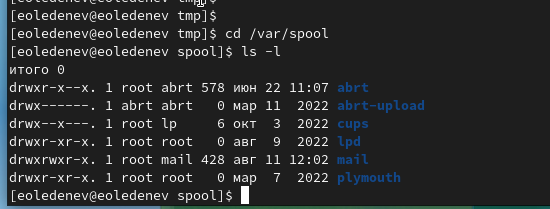 [eoledenev@eoledenev tmp]$
[eoledenev@eoledenev tmp]$
[eoledenev@eoledenev tmp]$ cd /var/spool
[eoledenev@eoledenev spool]$ ls -l
итого 0
drwxr-x--x. 1 root abrt 578 июн 22 11:07 abrt
drwx------. 1 abrt abrt   0 мар 11  2022 abrt-upload
drwx--x---. 1 root lp     6 окт  3  2022 cups
drwxr-xr-x. 1 root root   0 авг  9  2022 lpd
drwxrwxr-x. 1 root mail 428 авг 11 12:02 mail
drwxr-xr-x. 1 root root   0 мар  7  2022 plymouth
[eoledenev@eoledenev spool]$